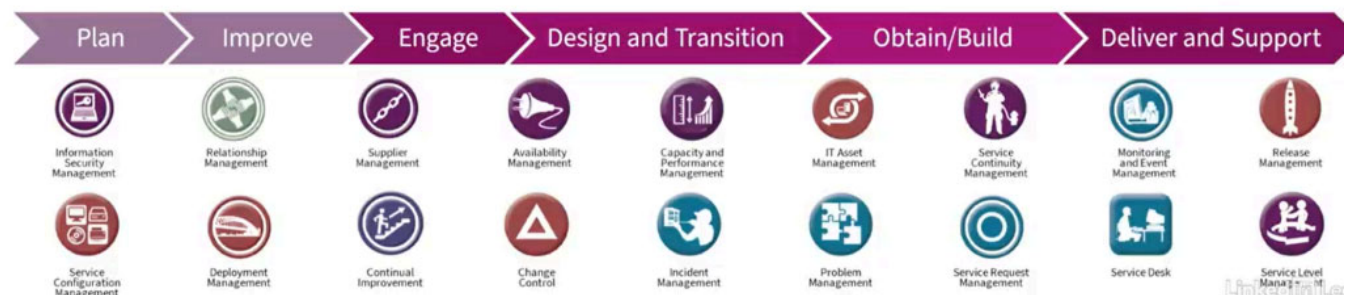 Plan Improve Engage Design and Transition Obtain/Build Deliver and Support
Information
Security
Management
Relationship
Management
Supplier
Management
Availability
Management
Capacity and
Performance
Management
IT Asset
Management
Service
Continuity
Management
Monitoring
and Event
Management
Release
Management
Service
Configuration
Management
Deployment
Management
Continual
Improvement
Change
Control
Incident
Management
Problem
Management
Service Request
Management
Service Desk
Service Level
Management